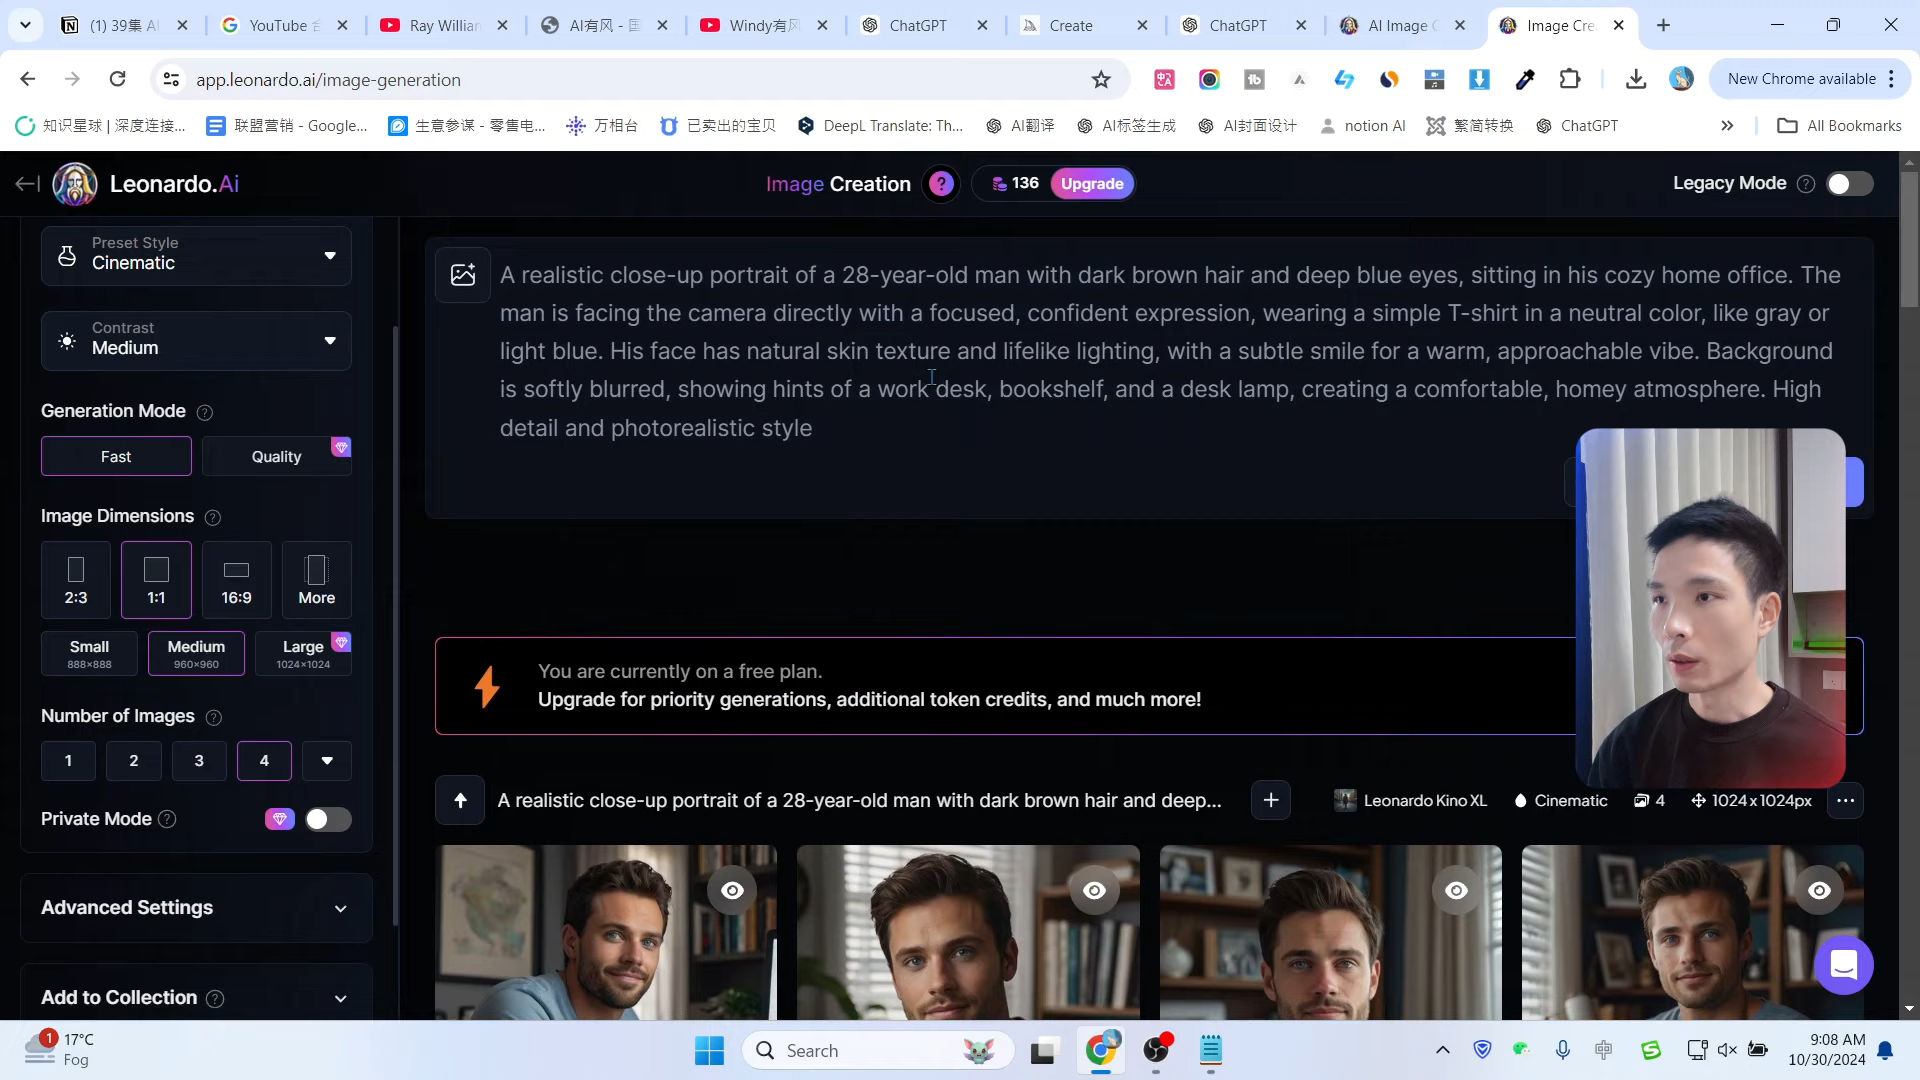 (1) 39集 AI
YouTube
Ray Willian
AI有风 - 国
Windy有风
ChatGPT
Create
ChatGPT
AI Image C
Image Cre
app.leonardo.ai/image-generation
New Chrome available
知识星球 | 深度连接...
联盟营销 - Google...
生意参谋 - 零售电...
万相台
已卖出的宝贝
DeepL Translate: Th...
AI翻译
AI标签生成
AI封面设计
notion AI
繁简转换
ChatGPT
All Bookmarks
Leonardo.Ai
Image Creation
?
136
Upgrade
Legacy Mode
Preset Style
Cinematic
Contrast
Medium
Generation Mode
Fast
Quality
Image Dimensions
2:3
1:1
16:9
More
Small
888×888
Medium
960×960
Large
1024×1024
Number of Images
1
2
3
4
Private Mode
Advanced Settings
Add to Collection
A realistic close-up portrait of a 28-year-old man with dark brown hair and deep blue eyes, sitting in his cozy home office. The
man is facing the camera directly with a focused, confident expression, wearing a simple T-shirt in a neutral color, like gray or
light blue. His face has natural skin texture and lifelike lighting, with a subtle smile for a warm, approachable vibe. Background
is softly blurred, showing hints of a work desk, bookshelf, and a desk lamp, creating a comfortable, homey atmosphere. High
detail and photorealistic style
You are currently on a free plan.
Upgrade for priority generations, additional token credits, and much more!
A realistic close-up portrait of a 28-year-old man with dark brown hair and deep...
Leonardo Kino XL
Cinematic
4
1024 x 1024px
1
17°C
Fog
Search
中
9:08 AM
10/30/2024